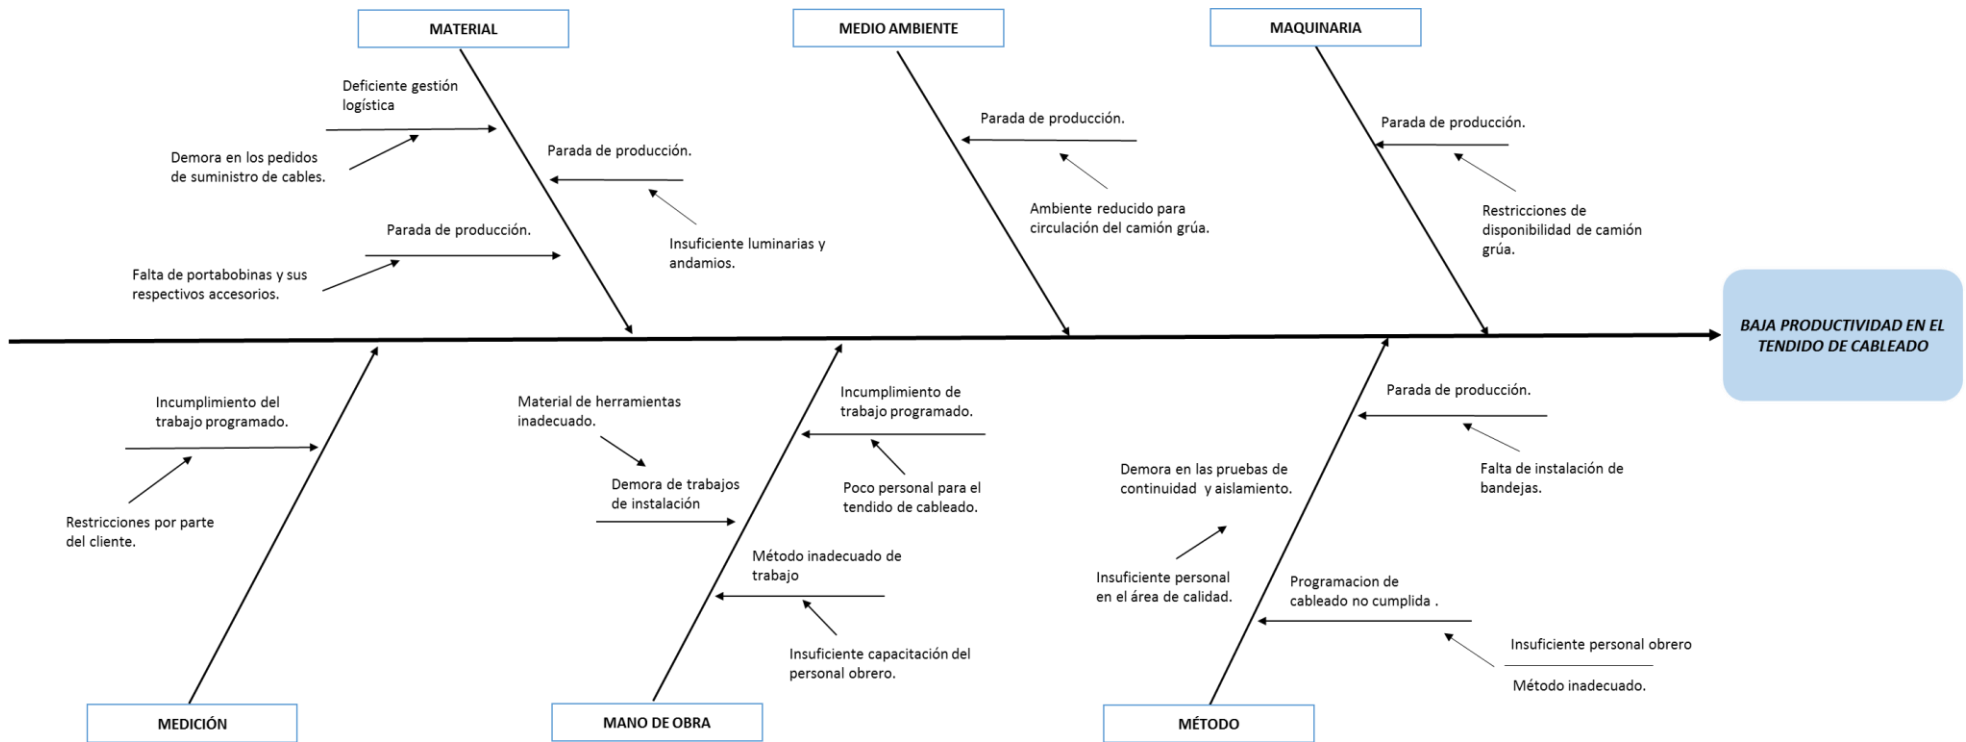 MATERIAL
MEDIO AMBIENTE
MAQUINARIA
Deficiente gestión
logística
Demora en los pedidos
de suministro de cables.
Parada de producción.
Insuficiente luminarias y
andamios.
Parada de producción.
Falta de portabobinas y sus
respectivos accesorios.
Parada de producción.
Ambiente reducido para
circulación del camión grúa.
Parada de producción.
Restricciones de
disponibilidad de camión
grúa.
BAJA PRODUCTIVIDAD EN EL
TENDIDO DE CABLEADO
Incumplimiento del
trabajo programado.
Restricciones por parte
del cliente.
Material de herramientas
inadecuado.
Demora de trabajos
de instalación
Incumplimiento de
trabajo programado.
Poco personal para el
tendido de cableado.
Método inadecuado de
trabajo
Insuficiente capacitación del
personal obrero.
Parada de producción.
Falta de instalación de
bandejas.
Demora en las pruebas de
continuidad y aislamiento.
Insuficiente personal
en el área de calidad.
Programacion de
cableado no cumplida .
Insuficiente personal obrero
Método inadecuado.
MEDICIÓN
MANO DE OBRA
MÉTODO